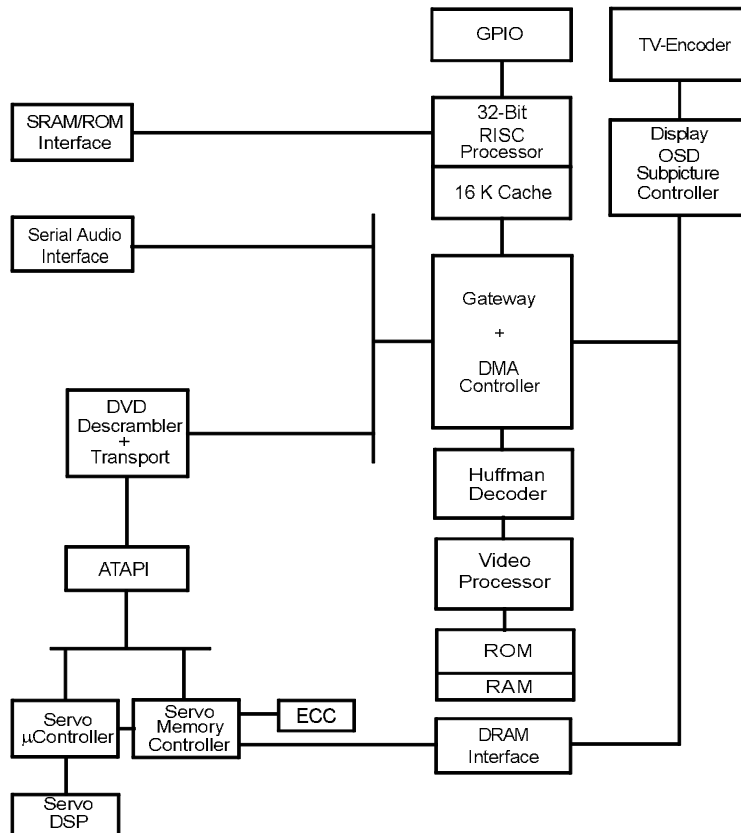 GPIO
TV-Encoder
SRAM/ROM
Interface
32-Bit
RISC
Processor
16 K Cache
Display
OSD
Subpicture
Controller
Serial Audio
Interface
Gateway
+
DMA
Controller
DVD
Descrambler
+
Transport
Huffman
Decoder
ATAPI
Video
Processor
ROM
RAM
Servo
μController
Servo
Memory
Controller
ECC
DRAM
Interface
Servo
DSP